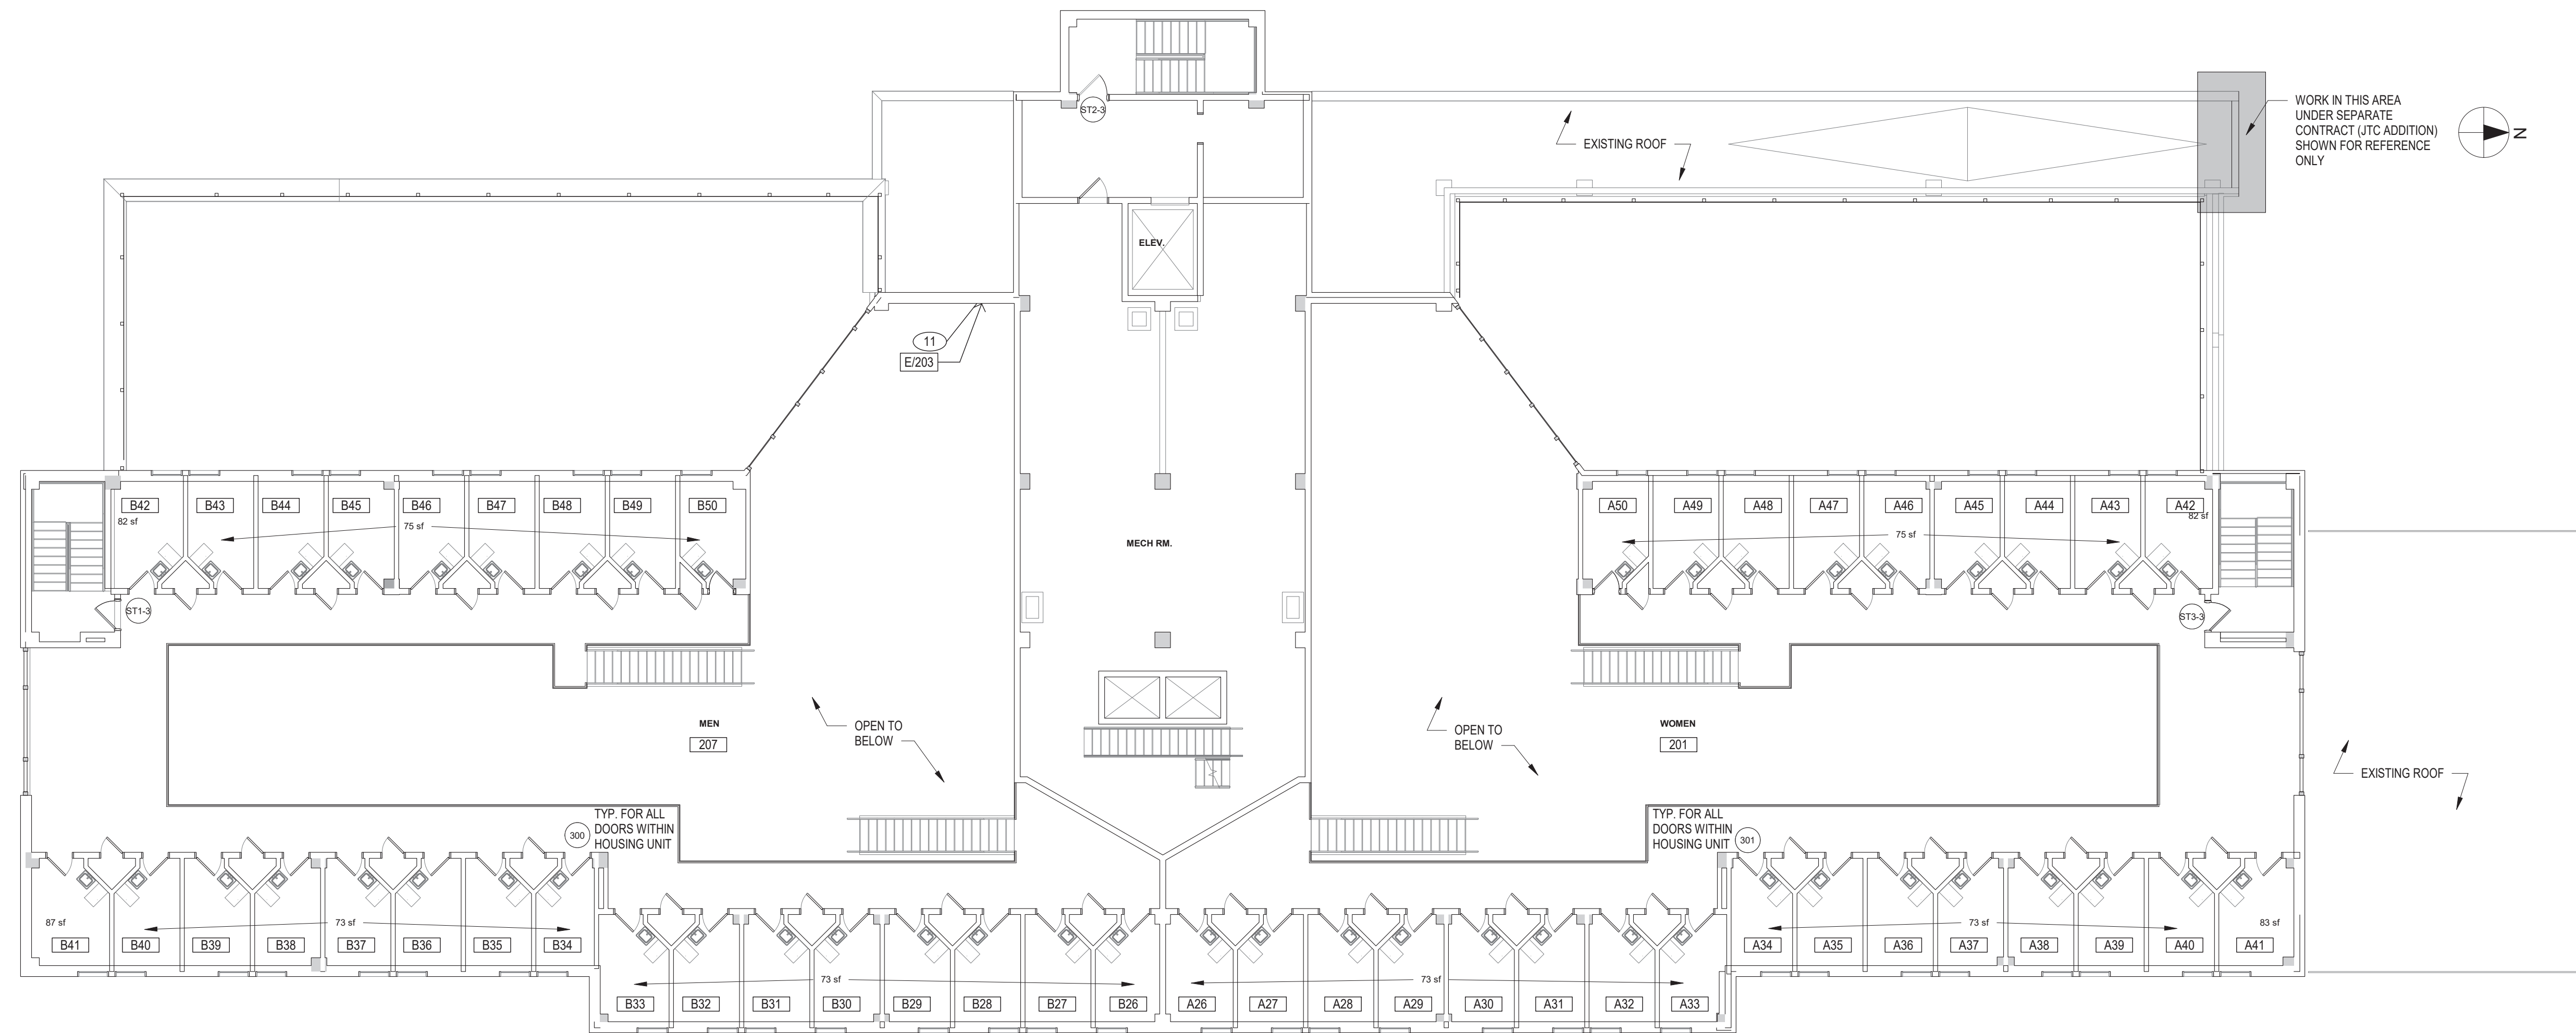 ST2-3
WORK IN THIS AREA
UNDER SEPARATE
CONTRACT (JTC ADDITION)
SHOWN FOR REFERENCE
ONLY
N
EXISTING ROOF
ELEV.
11
E/203
B42
B43
B44
B45
B46
B47
B48
B49
B50
82 sf
75 sf
A50
A49
A48
A47
A46
A45
A44
A43
A42
82 sf
75 sf
MECH RM.
ST1-3
ST3-3
MEN
207
OPEN TO
BELOW
WOMEN
201
OPEN TO
BELOW
EXISTING ROOF
300
TYP. FOR ALL
DOORS WITHIN
HOUSING UNIT
TYP. FOR ALL
DOORS WITHIN
HOUSING UNIT
301
87 sf
73 sf
B41
B40
B39
B38
B37
B36
B35
B34
73 sf
83 sf
A34
A35
A36
A37
A38
A39
A40
A41
73 sf
B33
B32
B31
B30
B29
B28
B27
B26
73 sf
A26
A27
A28
A29
A30
A31
A32
A33